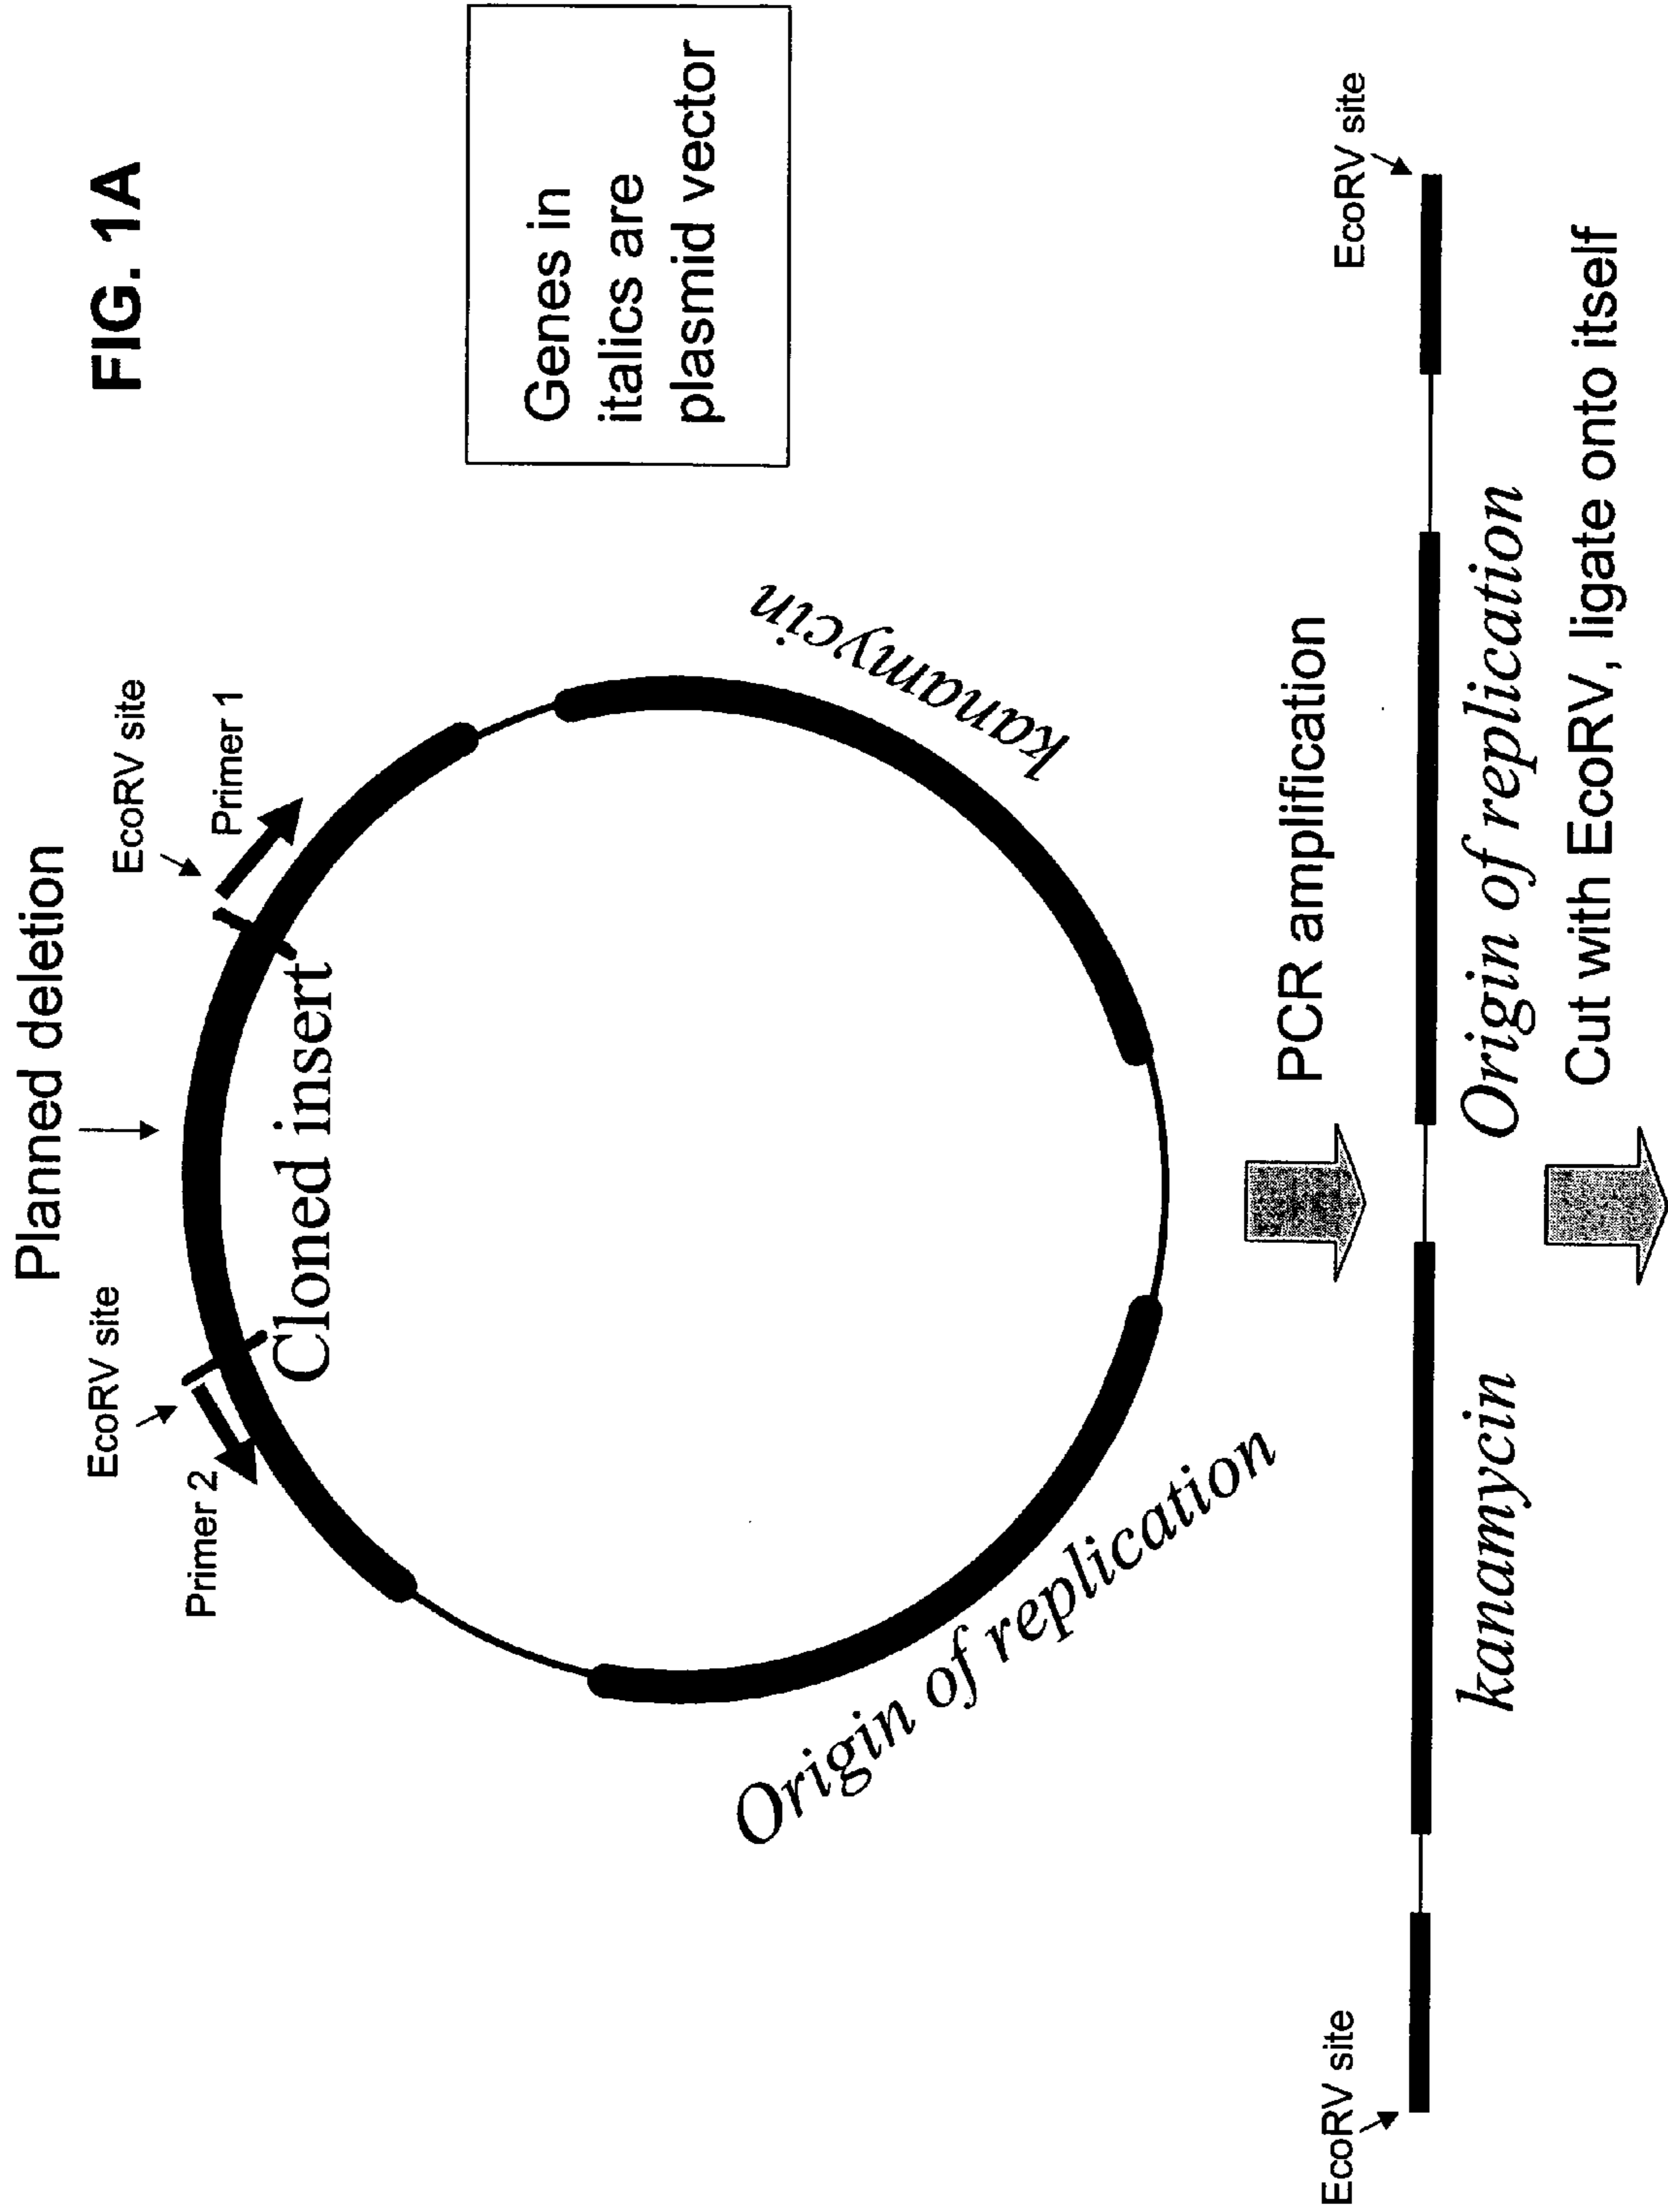 FIG. 1A
Planned deletion
EcoRV site
EcoRV site
Primer 2
Primer 1
Cloned insert
Genes in
italics are
plasmid vector
kanamycin
Origin of replication
PCR amplification
EcoRV site
EcoRV site
kanamycin
Origin of replication
Cut with EcoRV, ligate onto itself